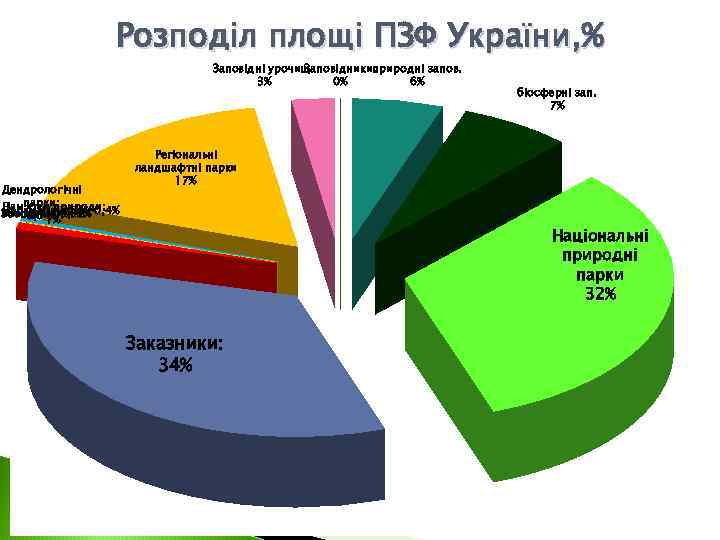 Розподіл площі ПЗФ України,%
Заповідні урочища
3%
Заповідники:
0%
природні запов.
6%
біосферні зап.
7%
Регіональні
ландшафтні парки
17%
Дендрологічні
парки:
Національні
природні
парки
32%
Заказники:
34%